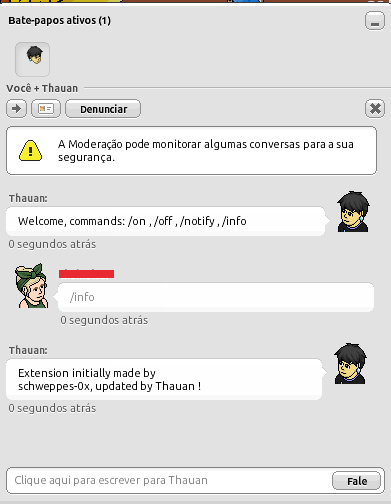 Bate-papos ativos (1)
Você + Thauan
Denunciar
A Moderação pode monitorar algumas conversas para a sua
segurança.
Thauan:
Welcome, commands: /on , /off , /notify , /info
0 segundos atrás
/info
0 segundos atrás
Thauan:
Extension initially made by
schweppes-0x, updated by Thauan !
0 segundos atrás
Clique aqui para escrever para Thauan
Fale